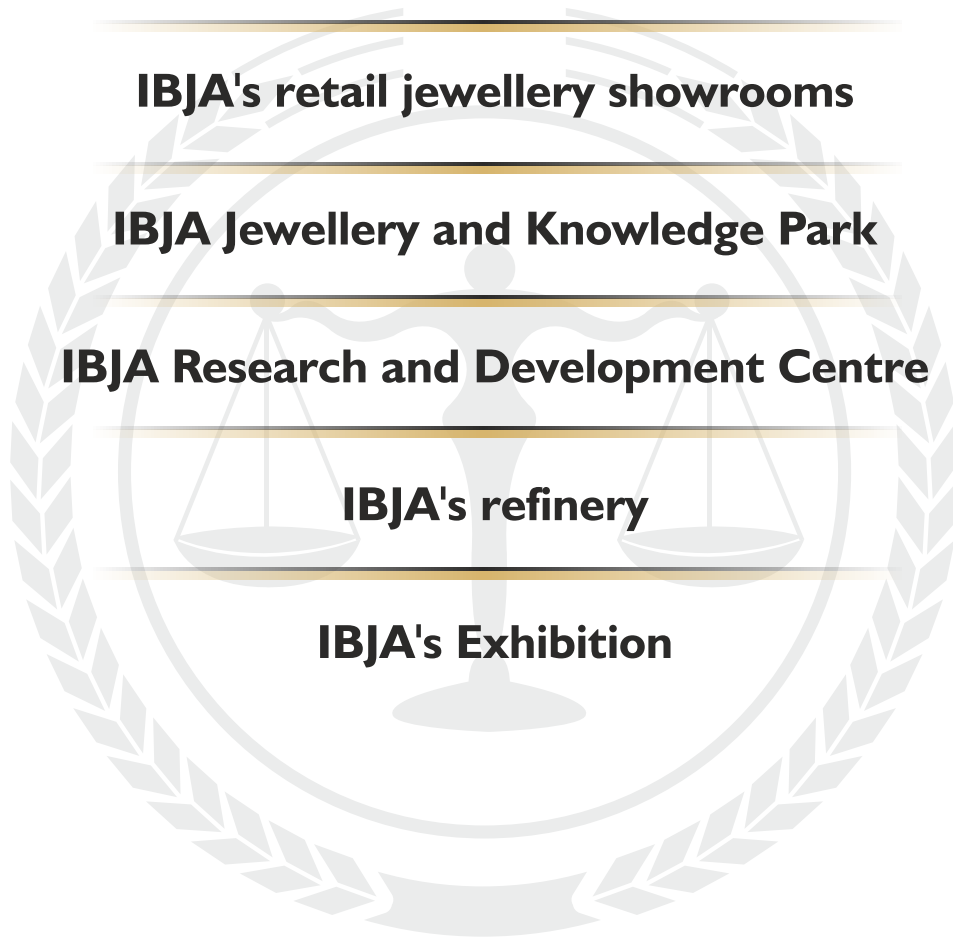 IBJA's retail jewellery showrooms
IBJA Jewellery and Knowledge Park
IBJA Research and Development Centre
IBJA's refinery
IBJA's Exhibition